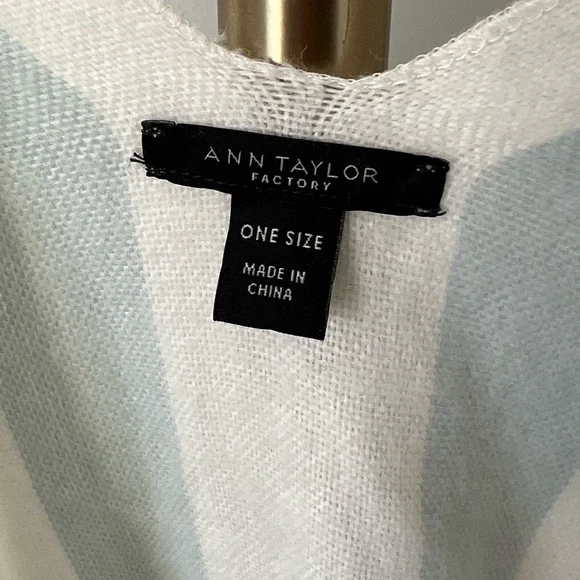 ANN TAYLOR
FACTORY
ONE SIZE
MADE IN
CHINA